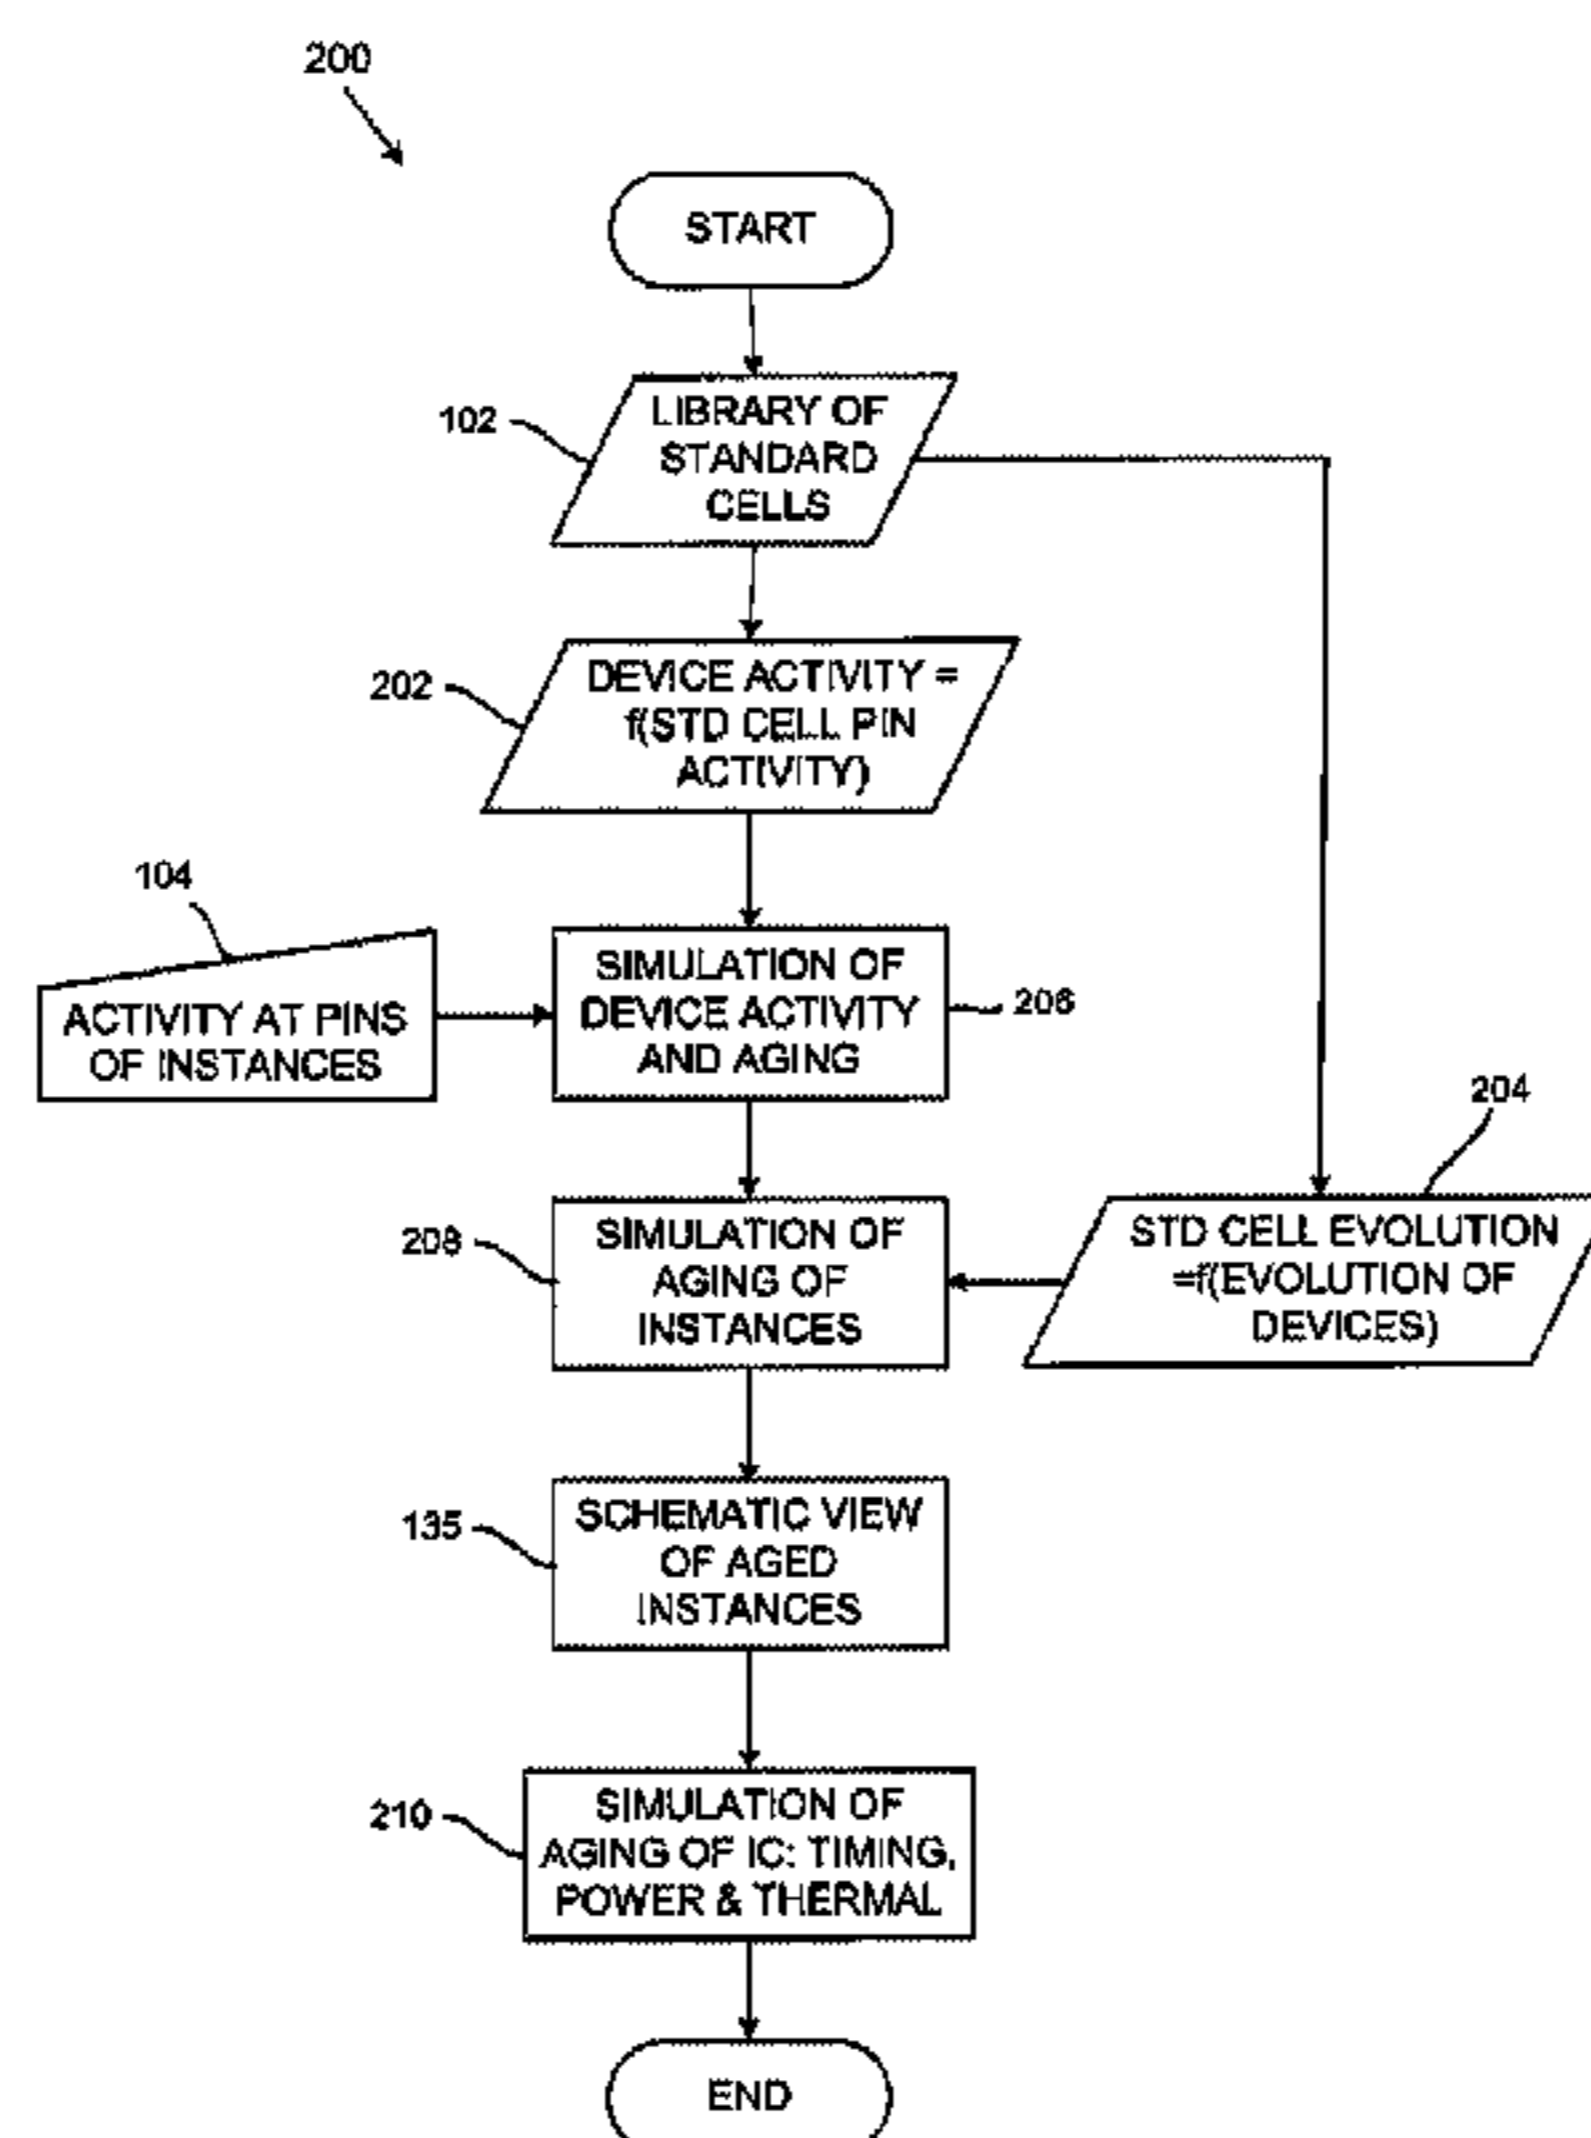 200
START
102
LIBRARY OF
STANDARD
CELLS
202
DEVICE ACTIVITY =
f(STD CELL PIN
ACTIVITY)
104
ACTIVITY AT PINS
OF INSTANCES
SIMULATION OF
DEVICE ACTIVITY
AND AGING
206
204
208
SIMULATION OF
AGING OF
INSTANCES
STD CELL EVOLUTION
=f(EVOLUTION OF
DEVICES)
135
SCHEMATIC VIEW
OF AGED
INSTANCES
210
SIMULATION OF
AGING OF IC: TIMING,
POWER & THERMAL
END